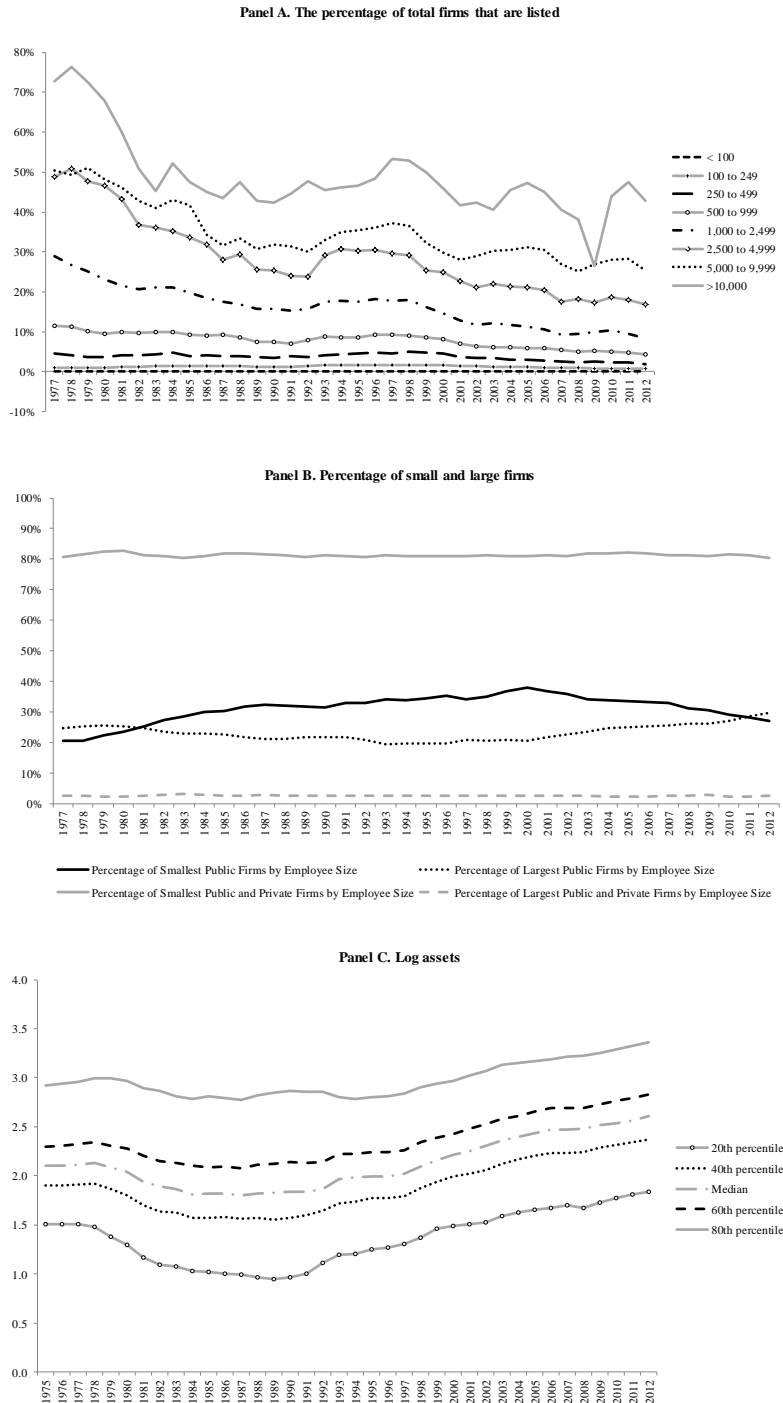 Panel A. The percentage of total firms that are listed
80%
70%
60%
50%
40%
30%
20%
10%
0%
-10%
1977 1978 1979 1980 1981 1982 1983 1984 1985 1986 1987 1988 1989 1990 1991 1992 1993 1994 1995 1996 1997 1998 1999 2000 2001 2002 2003 2004 2005 2006 2007 2008 2009 2010 2011 2012
< 100
100 to 249
250 to 499
500 to 999
1,000 to 2,499
2,500 to 4,999
5,000 to 9,999
>10,000
Panel B. Percentage of small and large firms
100%
90%
80%
70%
60%
50%
40%
30%
20%
10%
0%
1977 1978 1979 1980 1981 1982 1983 1984 1985 1986 1987 1988 1989 1990 1991 1992 1993 1994 1995 1996 1997 1998 1999 2000 2001 2002 2003 2004 2005 2006 2007 2008 2009 2010 2011 2012
Percentage of Smallest Public Firms by Employee Size
Percentage of Largest Public Firms by Employee Size
Percentage of Smallest Public and Private Firms by Employee Size
Percentage of Largest Public and Private Firms by Employee Size
Panel C. Log assets
4.0
3.5
3.0
2.5
2.0
1.5
1.0
0.5
0.0
1975 1976 1977 1978 1979 1980 1981 1982 1983 1984 1985 1986 1987 1988 1989 1990 1991 1992 1993 1994 1995 1996 1997 1998 1999 2000 2001 2002 2003 2004 2005 2006 2007 2008 2009 2010 2011 2012
20th percentile
40th percentile
Median
60th percentile
80th percentile